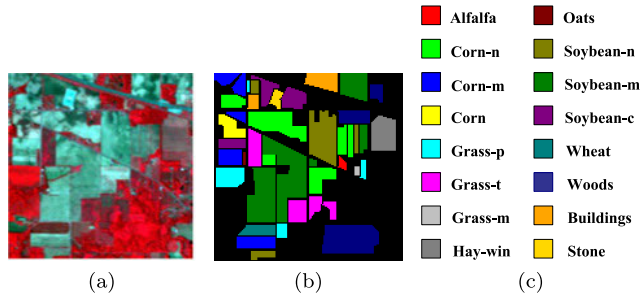 Alfalfa Oats
Corn-n Soybean-n
Corn-m Soybean-m
Corn Soybean-c
Grass-p Wheat
Grass-t Woods
Grass-m Buildings
Hay-win Stone
(a) (b) (c)